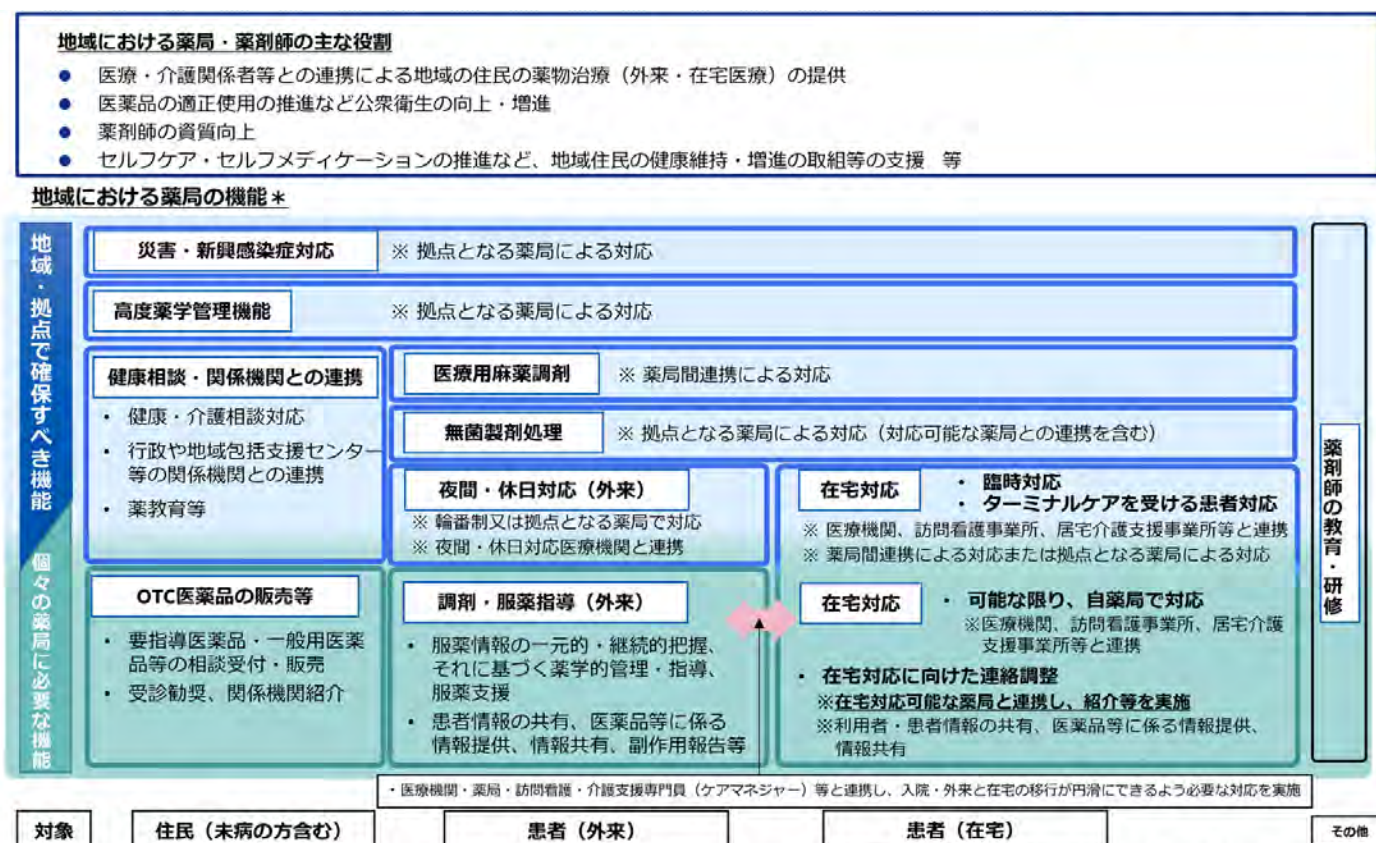 地域における薬局・薬剤師の主な役割
● 医療・介護関係者等との連携による地域の住民の薬物治療（外来・在宅医療）の提供
● 医薬品の適正使用の推進など公衆衛生の向上・増進
● 薬剤師の資質向上
● セルフケア・セルフメディケーションの推進など、地域住民の健康維持・増進の取組等の支援　等
地域における薬局の機能＊
地域・拠点で確保すべき機能
個々の薬局に必要な機能
災害・新興感染症対応
※ 拠点となる薬局による対応
高度薬学管理機能
※ 拠点となる薬局による対応
健康相談・関係機関との連携
・ 健康・介護相談対応
・ 行政や地域包括支援センター
等の関係機関との連携
・ 薬教育等
医療用麻薬調剤
※ 薬局間連携による対応
無菌製剤処理
※ 拠点となる薬局による対応（対応可能な薬局との連携を含む）
夜間・休日対応（外来）
※ 輪番制又は拠点となる薬局で対応
※ 夜間・休日対応医療機関と連携
在宅対応
・ 臨時対応
・ ターミナルケアを受ける患者対応
※ 医療機関、訪問看護事業所、居宅介護支援事業所等と連携
※ 薬局間連携による対応または拠点となる薬局による対応
OTC医薬品の販売等
・ 要指導医薬品・一般用医薬
品等の相談受付・販売
・ 受診勧奨、関係機関紹介
調剤・服薬指導（外来）
・ 服薬情報の一元的・継続的把握、
それに基づく薬学的管理・指導、
服薬支援
・ 患者情報の共有、医薬品等に係る
情報提供、情報共有、副作用報告等
在宅対応
・ 可能な限り、自薬局で対応
※医療機関、訪問看護事業所、居宅介護
支援事業所等と連携
・ 在宅対応に向けた連絡調整
※在宅対応可能な薬局と連携し、紹介等を実施
※利用者・患者情報の共有、医薬品等に係る情報提供、
情報共有
薬剤師の教育・研修
・医療機関・薬局・訪問看護・介護支援専門員（ケアマネジャー）等と連携し、入院・外来と在宅の移行が円滑にできるよう必要な対応を実施
対象
住民（未病の方含む）
患者（外来）
患者（在宅）
その他